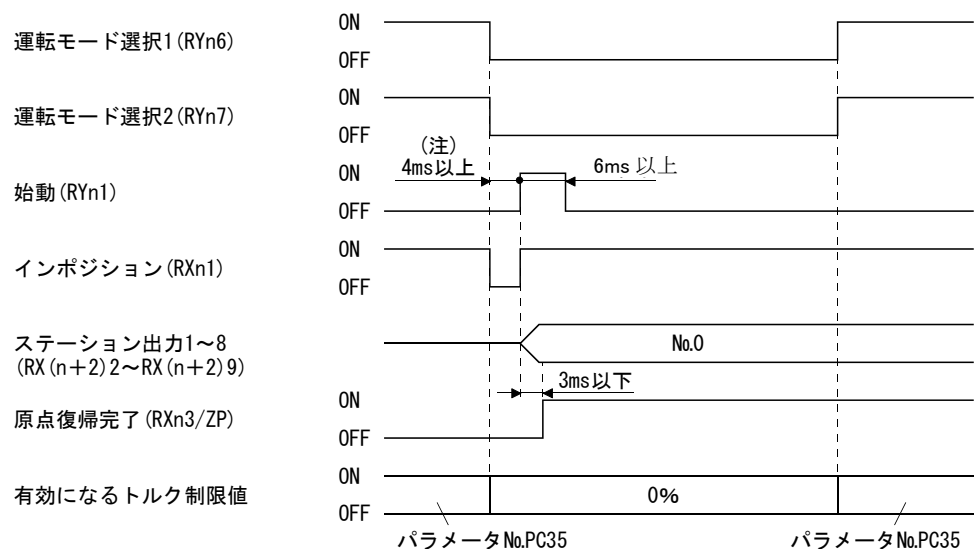 運転モード選択1(RYn6)
ON
OFF
運転モード選択2(RYn7)
ON
OFF
(注)
4ms以上
6ms 以上
始動(RYn1)
ON
OFF
インポジション(RXn1)
ON
OFF
ステーション出力1～8
(RX(n+2)2～RX(n+2)9)
No.0
3ms以下
原点復帰完了(RXn3/ZP)
ON
OFF
有効になるトルク制限値
ON
OFF
0%
パラメータNo.PC35
パラメータNo.PC35